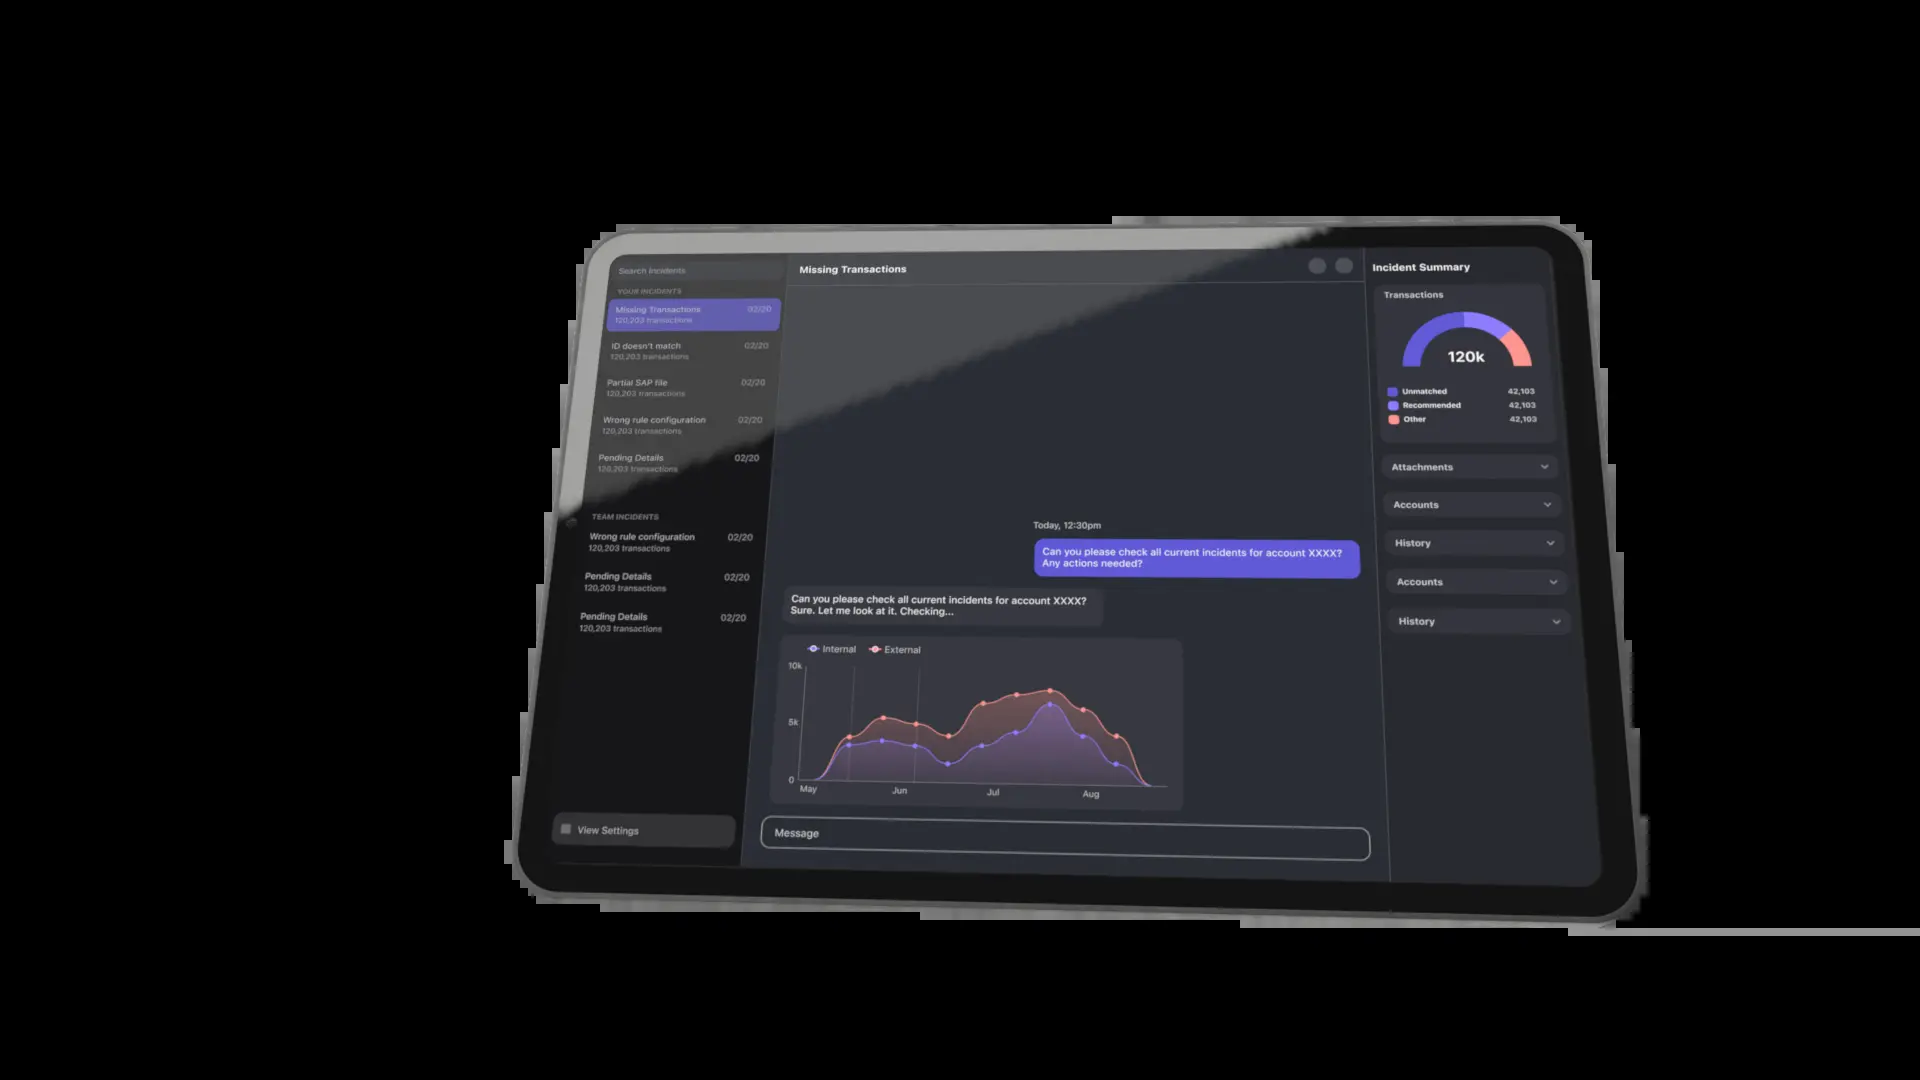 Search Incidents
YOUR INCIDENTS
Missing Transactions 02/20
120,203 transactions
ID doesn't match 02/20
120,203 transactions
Partial SAP file 02/20
120,203 transactions
Wrong rule configuration 02/20
120,203 transactions
Pending Details 02/20
120,203 transactions
TEAM INCIDENTS
Wrong rule configuration 02/20
120,203 transactions
Pending Details 02/20
120,203 transactions
Pending Details 02/20
120,203 transactions
View Settings
Missing Transactions
Today, 12:30pm
Can you please check all current incidents for account XXXX?
Any actions needed?
Can you please check all current incidents for account XXXX?
Sure. Let me look at it. Checking...
Internal External
10k
5k
0
May Jun Jul Aug
Message
Incident Summary
Transactions
120k
Unmatched 42,103
Recommended 42,103
Other 42,103
Attachments
Accounts
History
Accounts
History